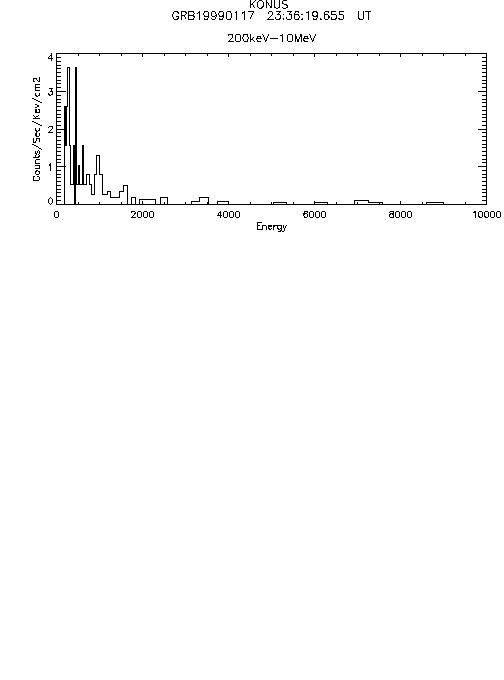 KONUS
GRB19990117 23:36:19.655 UT
200keV-10MeV
4
3
2
1
0
Counts/Sec/Kev/cm2
0 2000 4000 6000 8000 10000
Energy